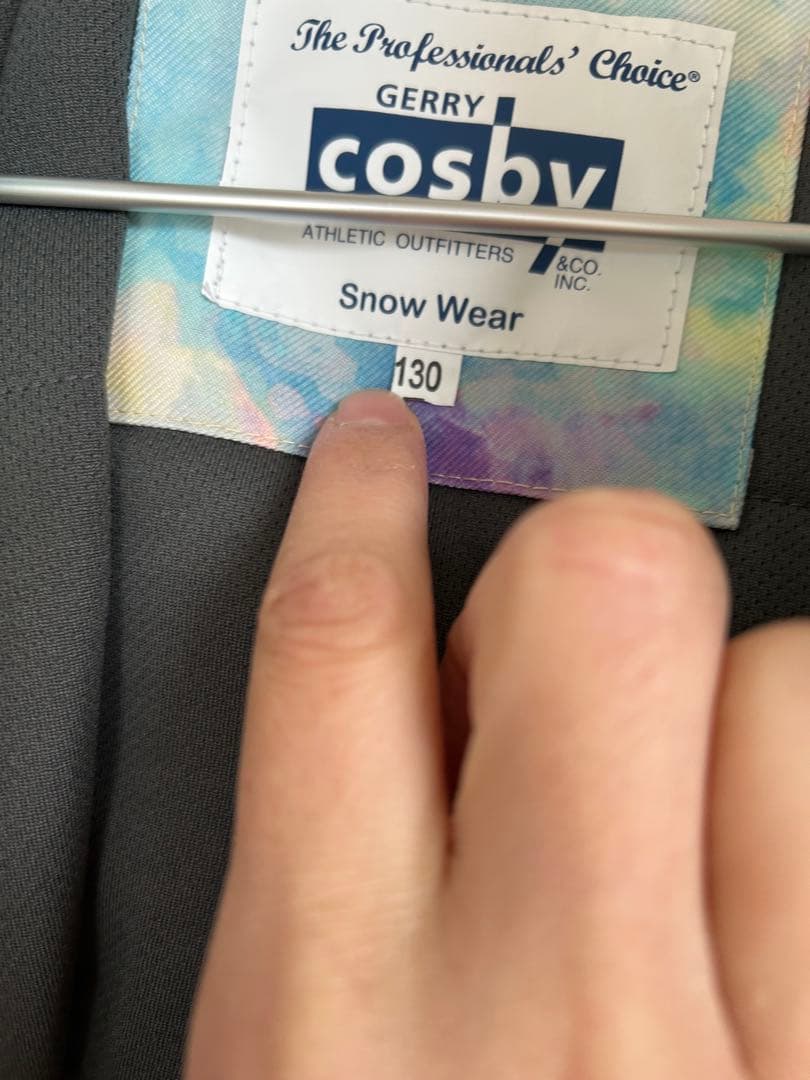 The Professionals' Choice®
GERRY
cosby
ATHLETIC OUTFITTERS
&CO.
INC.
Snow Wear
130